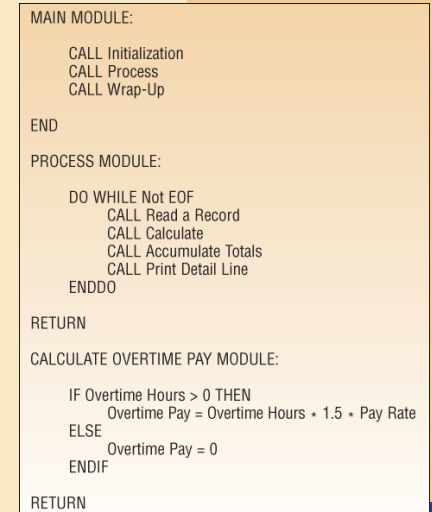 MAIN MODULE:
CALL Initialization
CALL Process
CALL Wrap-Up
END
PROCESS MODULE:
DO WHILE Not EOF
CALL Read a Record
CALL Calculate
CALL Accumulate Totals
CALL Print Detail Line
ENDDO
RETURN
CALCULATE OVERTIME PAY MODULE:
IF Overtime Hours > 0 THEN
Overtime Pay = Overtime Hours * 1.5 * Pay Rate
ELSE
Overtime Pay = 0
ENDIF
RETURN